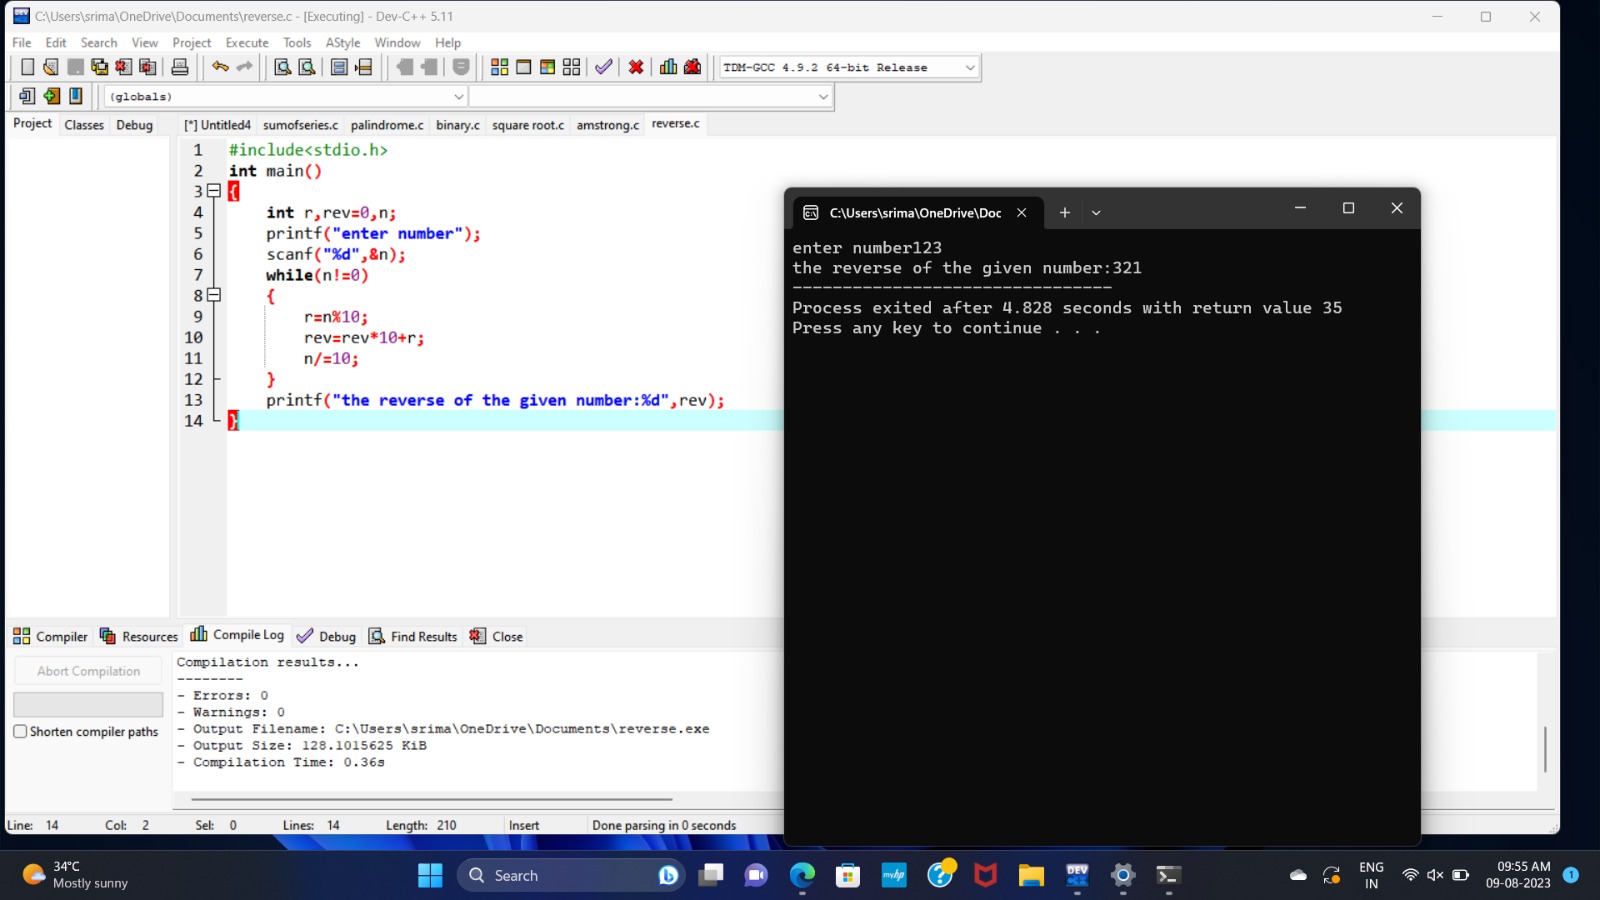 C:\Users\srima\OneDrive\Documents\reverse.c - [Executing] - Dev-C++ 5.11
File Edit Search View Project Execute Tools AStyle Window Help
TDM-GCC 4.9.2 64-bit Release
(globals)
Project Classes Debug
[*] Untitled4 sumofseries.c palindrome.c binary.c square root.c amstrong.c reverse.c
1 #include<stdio.h>
2 int main()
3 {
4 int r,rev=0,n;
5 printf("enter number");
6 scanf("%d",&n);
7 while(n!=0)
8 {
9 r=n%10;
10 rev=rev*10+r;
11 n/=10;
12 }
13 printf("the reverse of the given number:%d",rev);
14 }
C:\Users\srima\OneDrive\Doc
enter number123
the reverse of the given number:321
--------------------------------
Process exited after 4.828 seconds with return value 35
Press any key to continue . . .
Compiler Resources Compile Log Debug Find Results Close
Abort Compilation
Shorten compiler paths
Compilation results...
--------
- Errors: 0
- Warnings: 0
- Output Filename: C:\Users\srima\OneDrive\Documents\reverse.exe
- Output Size: 128.1015625 KiB
- Compilation Time: 0.36s
Line: 14 Col: 2 Sel: 0 Lines: 14 Length: 210 Insert Done parsing in 0 seconds
34°C
Mostly sunny
Search
myhp
DEV
ENG
IN
09:55 AM
09-08-2023
1